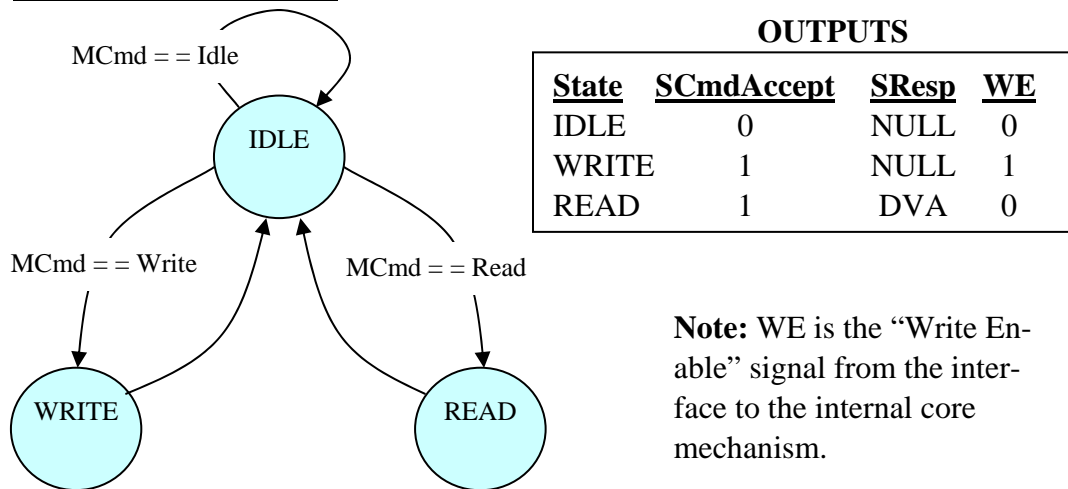 MCmd = = Idle
IDLE
MCmd = = Write
MCmd = = Read
WRITE
READ
OUTPUTS
State SCmdAccept SResp WE
IDLE 0 NULL 0
WRITE 1 NULL 1
READ 1 DVA 0
Note: WE is the “Write En-
able” signal from the inter-
face to the internal core
mechanism.